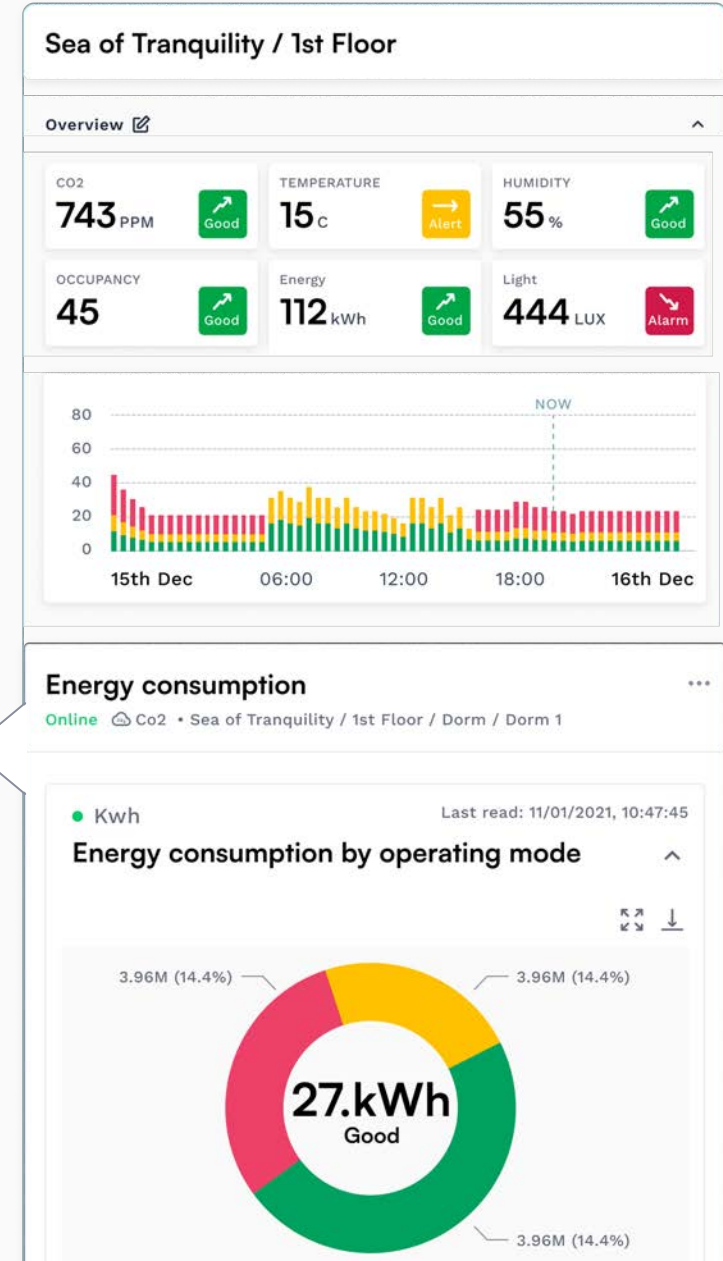 Sea of Tranquility / 1st Floor
Overview
CO2
743 PPM
Good
TEMPERATURE
15 C
Alert
HUMIDITY
55 %
Good
OCCUPANCY
45
Good
Energy
112 kWh
Good
Light
444 LUX
Alarm
NOW
80
60
40
20
0
15th Dec 06:00 12:00 18:00 16th Dec
Energy consumption
Online Co2 • Sea of Tranquility / 1st Floor / Dorm / Dorm 1
Kwh Last read: 11/01/2021, 10:47:45
Energy consumption by operating mode
3.96M (14.4%) 3.96M (14.4%)
27.kWh
Good
3.96M (14.4%)